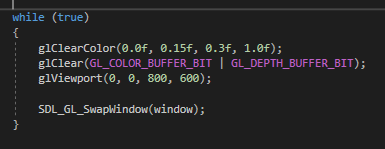 while (true)
{
glClearColor(0.0f, 0.15f, 0.3f, 1.0f);
glClear(GL_COLOR_BUFFER_BIT | GL_DEPTH_BUFFER_BIT);
glViewport(0, 0, 800, 600);
SDL_GL_SwapWindow(window);
}